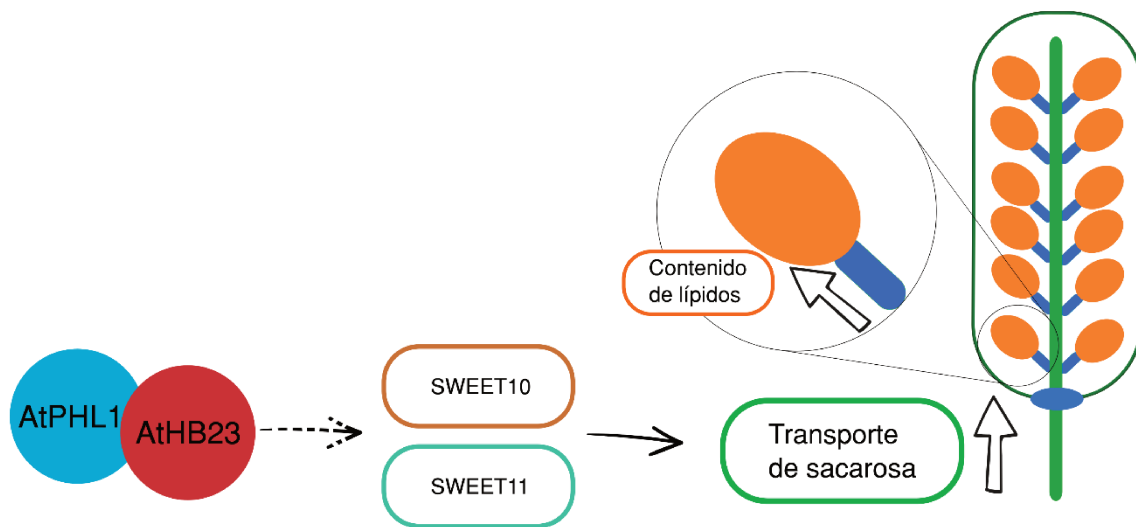 AtPHL1
AtHB23
SWEET10
SWEET11
Transporte
de sacarosa
Contenido
de lípidos